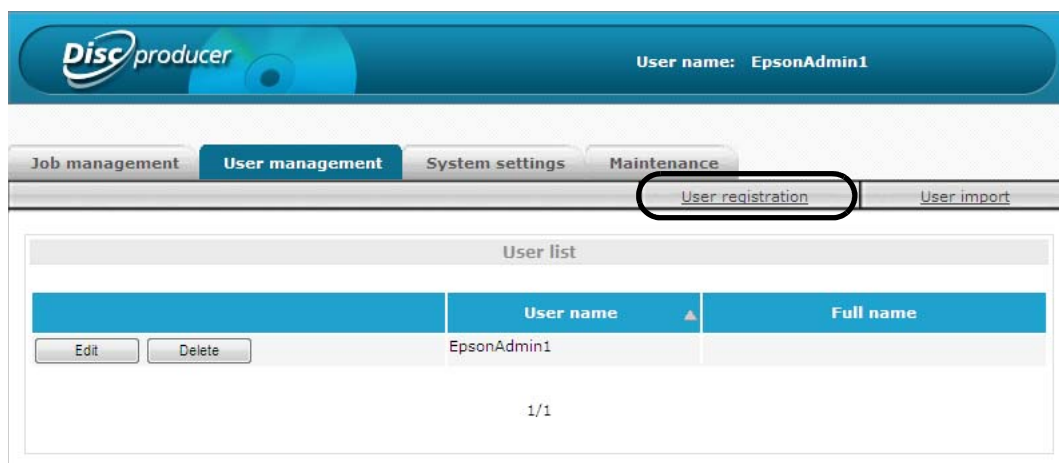 Disc producer
User name: EpsonAdmin1
Job management User management System settings Maintenance
User registration User import
User list
User name Full name
Edit Delete EpsonAdmin1
1/1